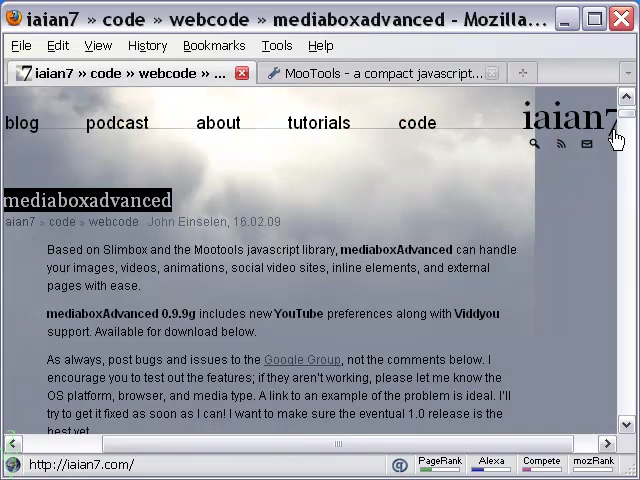 iaian7 » code » webcode » mediaboxadvanced - Mozilla...
File Edit View History Bookmarks Tools Help
iaian7 » code » webcode » ... MooTools - a compact javascript...
blog podcast about tutorials code iaian7
mediaboxadvanced
iaian7 » code » webcode John Einselen, 16.02.09
Based on Slimbox and the Mootools javascript library, mediaboxAdvanced can handle
your images, videos, animations, social video sites, inline elements, and external
pages with ease.
mediaboxAdvanced 0.9.9g includes new YouTube preferences along with Viddyou
support. Available for download below.
As always, post bugs and issues to the Google Group, not the comments below. I
encourage you to test out the features; if they aren't working, please let me know the
OS platform, browser, and media type. A link to an example of the problem is ideal. I'll
try to get it fixed as soon as I can! I want to make sure the eventual 1.0 release is the
best yet
http://iaian7.com/ @ PageRank Alexa Compete mozRank